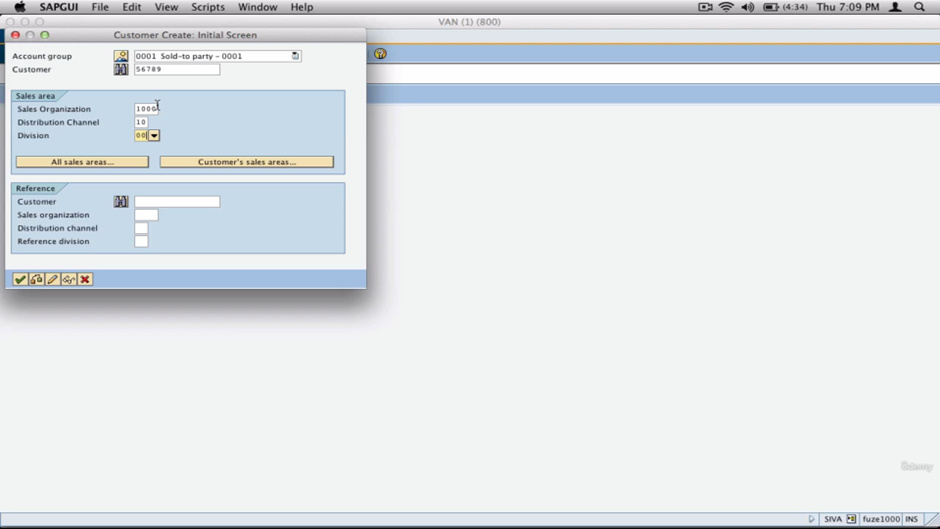 SAPGUI File Edit View Scripts Window Help (4:34) Thu 7:09 PM
VAN (1) (800)
Customer Create: Initial Screen
Account group 0001 Sold-to party - 0001
Customer 56789
Sales area
Sales Organization 1000
Distribution Channel 10
Division 00
All sales areas... Customer's sales areas...
Reference
Customer
Sales organization
Distribution channel
Reference division
Udemy
SIVA fuze1000 INS